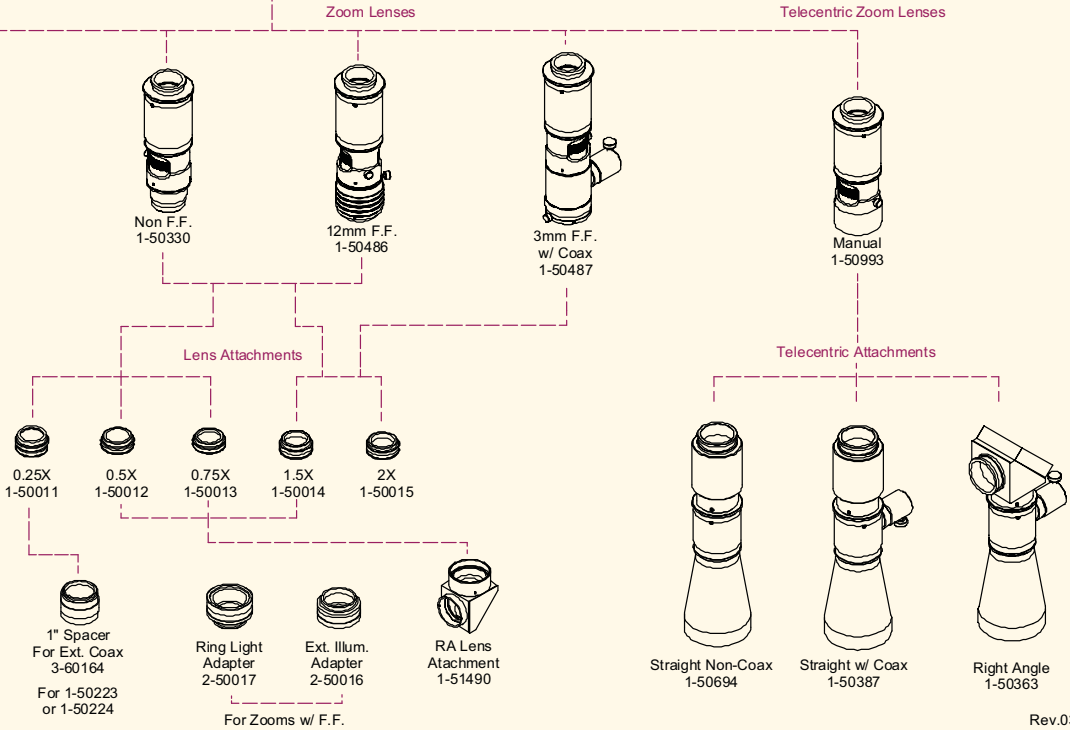 Zoom Lenses
Telecentric Zoom Lenses
Non F.F.
1-50330
12mm F.F.
1-50486
3mm F.F.
w/ Coax
1-50487
Manual
1-50993
Lens Attachments
Telecentric Attachments
0.25X
1-50011
0.5X
1-50012
0.75X
1-50013
1.5X
1-50014
2X
1-50015
1" Spacer
For Ext. Coax
3-60164
For 1-50223
or 1-50224
Ring Light
Adapter
2-50017
Ext. Illum.
Adapter
2-50016
For Zooms w/ F.F.
RA Lens
Atachment
1-51490
Straight Non-Coax
1-50694
Straight w/ Coax
1-50387
Right Angle
1-50363